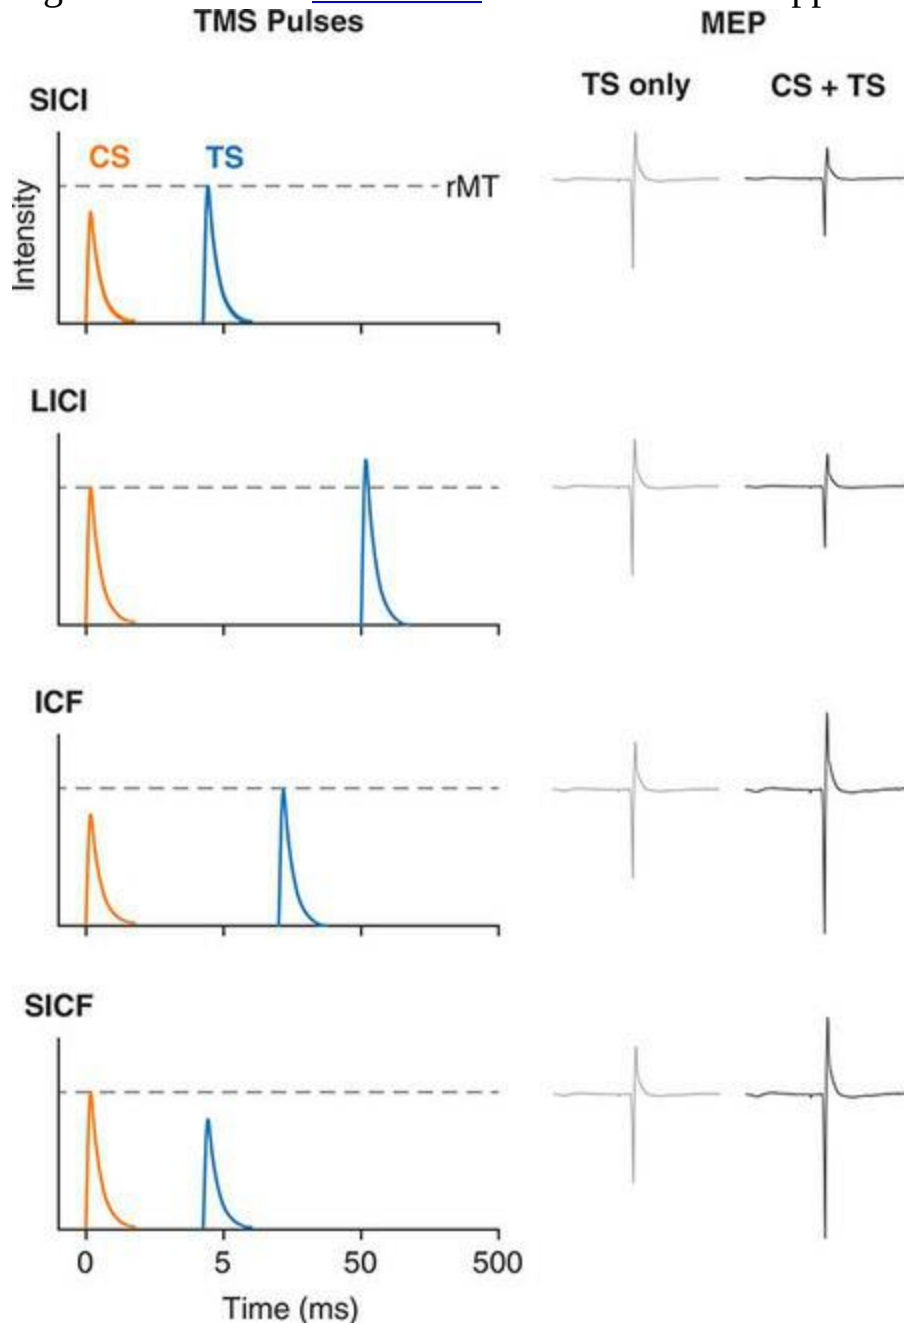 TMS Pulses
MEP
TS only
CS + TS
SICI
CS
TS
rMT
Intensity
LICI
ICF
SICF
0
5
50
500
Time (ms)